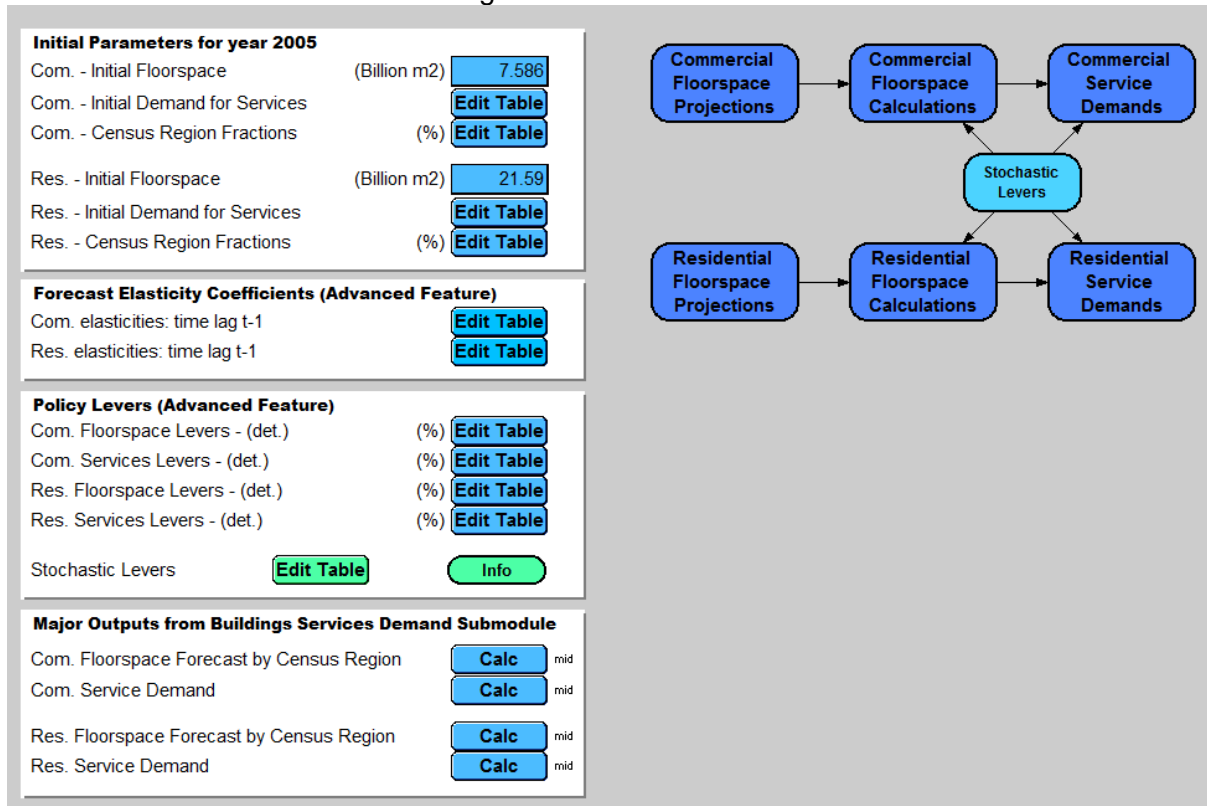 Initial Parameters for year 2005
Com. - Initial Floorspace (Billion m2) 7.586
Com. - Initial Demand for Services Edit Table
Com. - Census Region Fractions (%) Edit Table
Res. - Initial Floorspace (Billion m2) 21.59
Res. - Initial Demand for Services Edit Table
Res. - Census Region Fractions (%) Edit Table
Forecast Elasticity Coefficients (Advanced Feature)
Com. elasticities: time lag t-1 Edit Table
Res. elasticities: time lag t-1 Edit Table
Policy Levers (Advanced Feature)
Com. Floorspace Levers - (det.) (%) Edit Table
Com. Services Levers - (det.) (%) Edit Table
Res. Floorspace Levers - (det.) (%) Edit Table
Res. Services Levers - (det.) (%) Edit Table
Stochastic Levers Edit Table Info
Major Outputs from Buildings Services Demand Submodule
Com. Floorspace Forecast by Census Region Calc mid
Com. Service Demand Calc mid
Res. Floorspace Forecast by Census Region Calc mid
Res. Service Demand Calc mid
Commercial
Floorspace
Projections
Commercial
Floorspace
Calculations
Commercial
Service
Demands
Stochastic
Levers
Residential
Floorspace
Projections
Residential
Floorspace
Calculations
Residential
Service
Demands